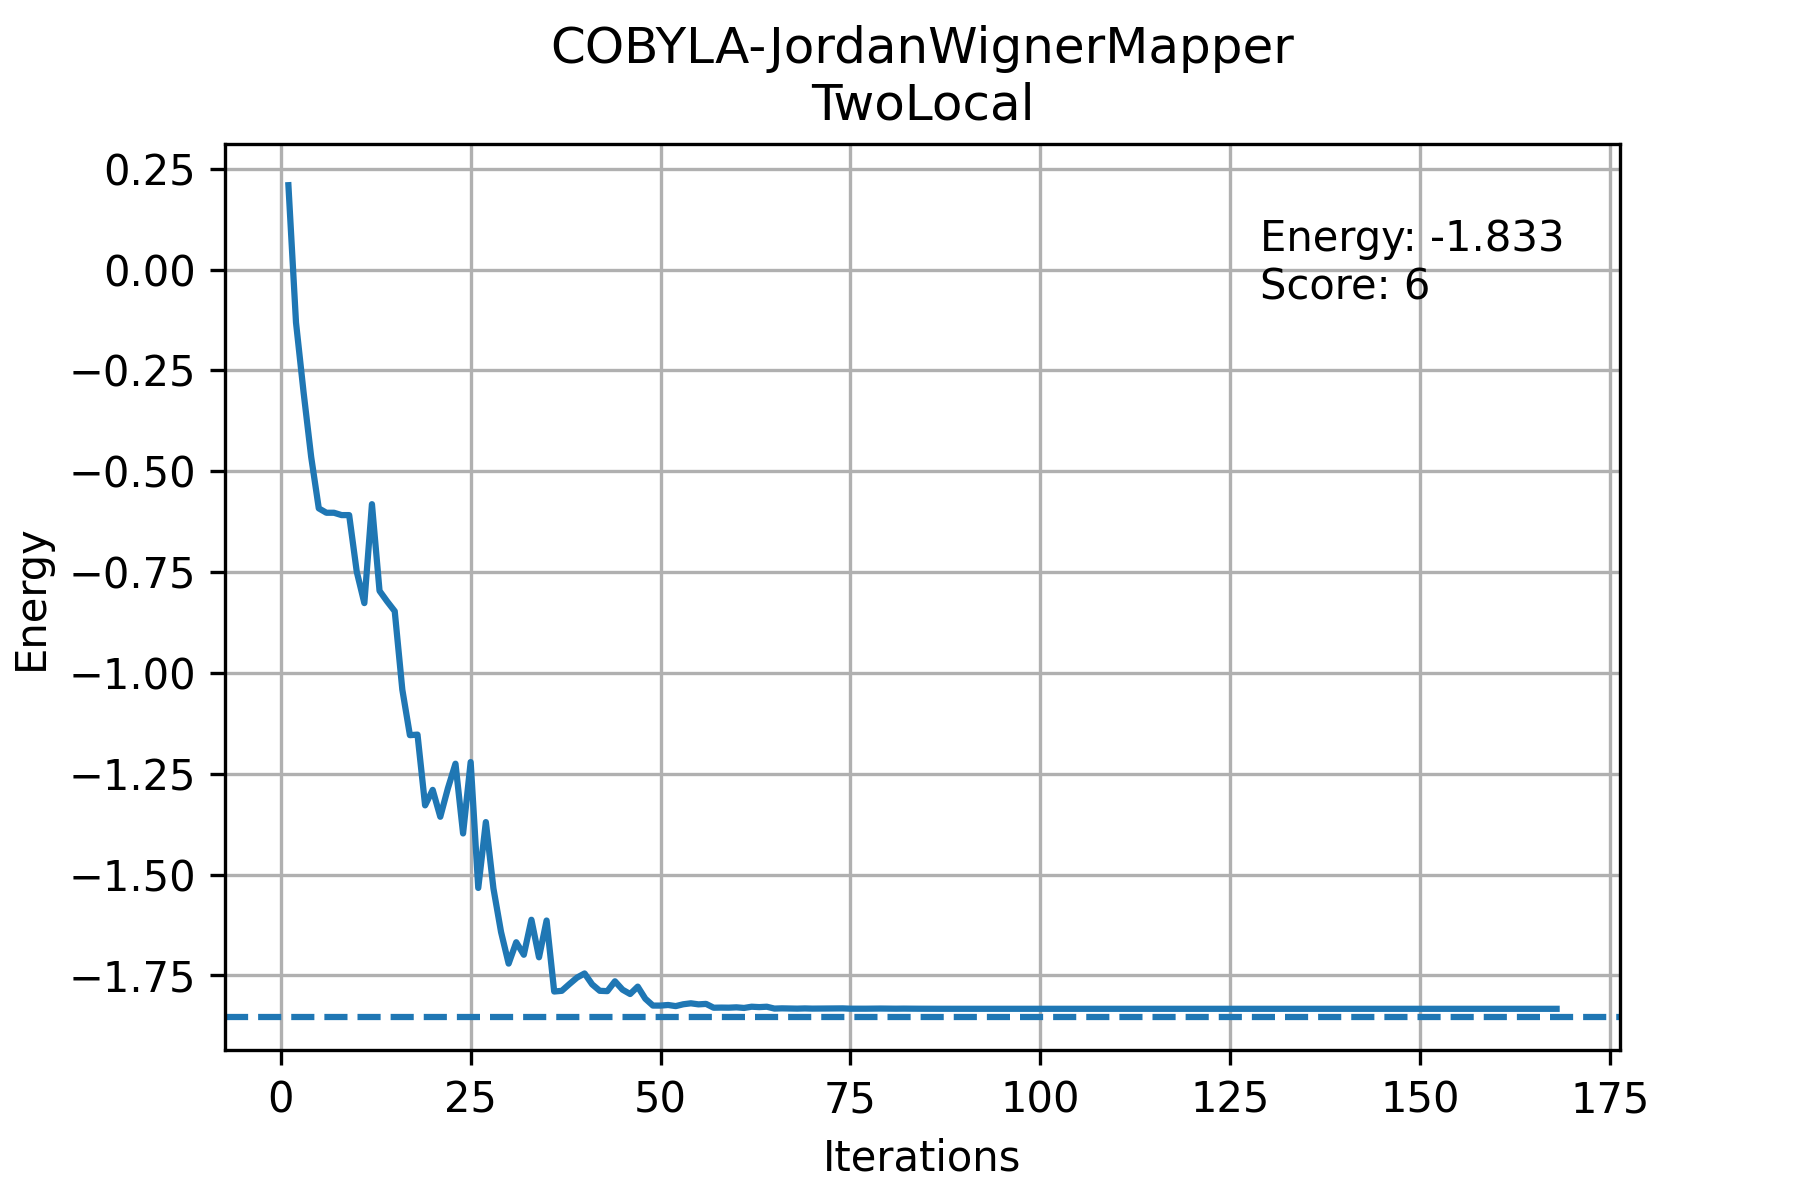 COBYLA-JordanWignerMapper
TwoLocal
0.25
0.00
−0.25
−0.50
−0.75
−1.00
−1.25
−1.50
−1.75
Energy
Energy: -1.833
Score: 6
0 25 50 75 100 125 150 175
Iterations